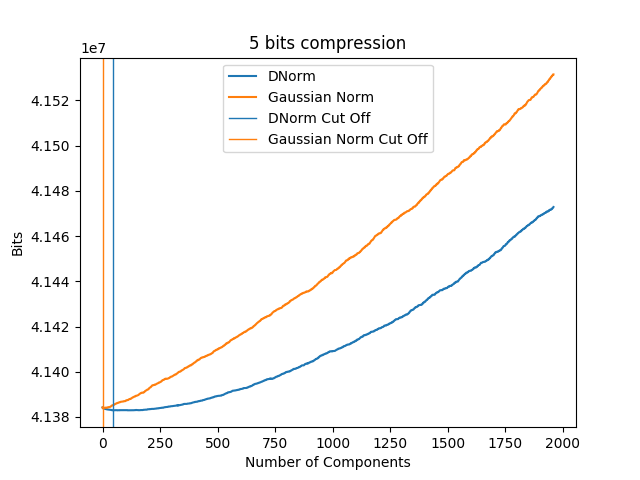 5 bits compression
1e7
DNorm
Gaussian Norm
DNorm Cut Off
Gaussian Norm Cut Off
4.152
4.150
4.148
4.146
4.144
4.142
4.140
4.138
Bits
0 250 500 750 1000 1250 1500 1750 2000
Number of Components